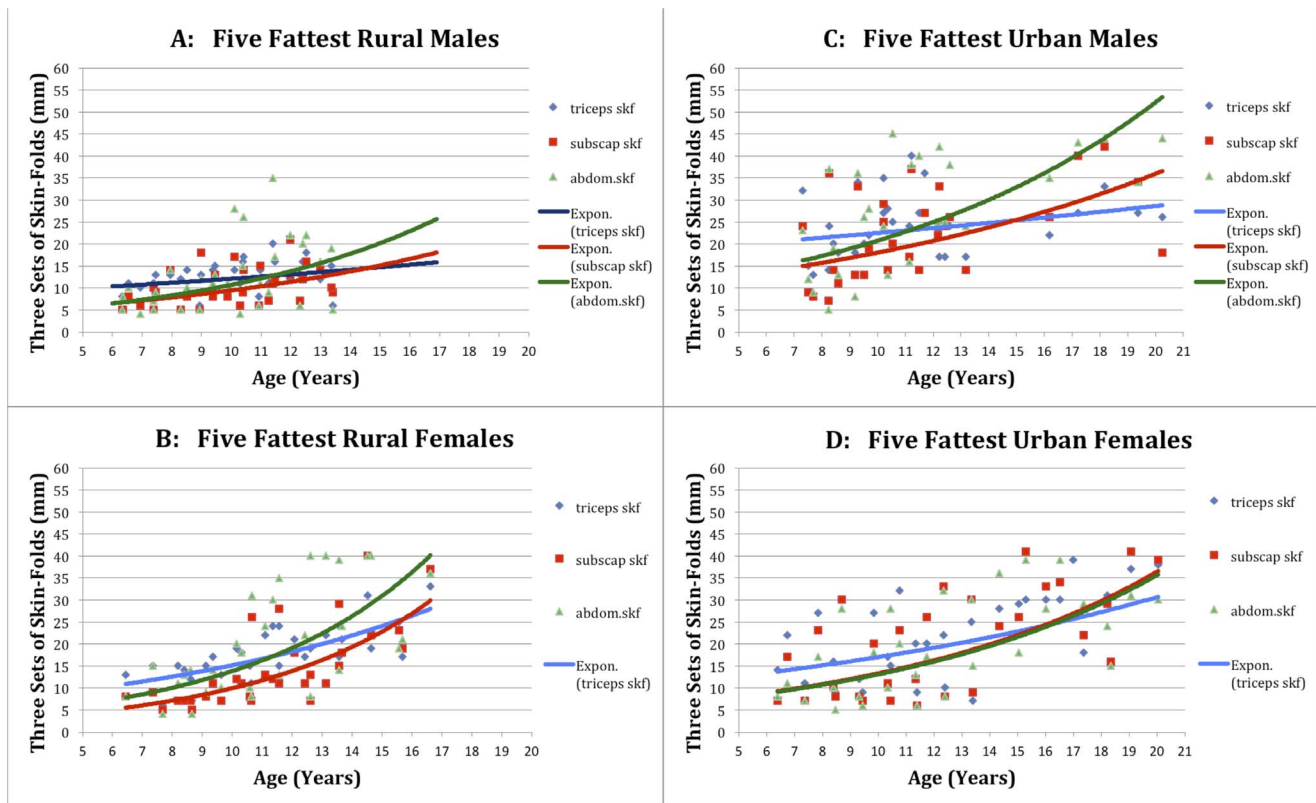 A: Five Fattest Rural Males
Three Sets of Skin-Folds (mm)
60
55
50
45
40
35
30
25
20
15
10
5
0
5 6 7 8 9 10 11 12 13 14 15 16 17 18 19 20
Age (Years)
triceps skf
subscap skf
abdom.skf
Expon.
(triceps skf)
Expon.
(subscap skf)
Expon.
(abdom.skf)
C: Five Fattest Urban Males
Three Sets of Skin-Folds (mm)
60
55
50
45
40
35
30
25
20
15
10
5
0
5 6 7 8 9 10 11 12 13 14 15 16 17 18 19 20 21
Age (Years)
triceps skf
subscap skf
abdom.skf
Expon.
(triceps skf)
Expon.
(subscap skf)
Expon.
(abdom.skf)
B: Five Fattest Rural Females
Three Sets of Skin-Folds (mm)
60
55
50
45
40
35
30
25
20
15
10
5
0
5 6 7 8 9 10 11 12 13 14 15 16 17 18 19 20
Age (Years)
triceps skf
subscap skf
abdom.skf
Expon.
(triceps skf)
D: Five Fattest Urban Females
Three Sets of Skin-Folds (mm)
60
55
50
45
40
35
30
25
20
15
10
5
0
5 6 7 8 9 10 11 12 13 14 15 16 17 18 19 20 21
Age (Years)
triceps skf
subscap skf
abdom.skf
Expon.
(triceps skf)